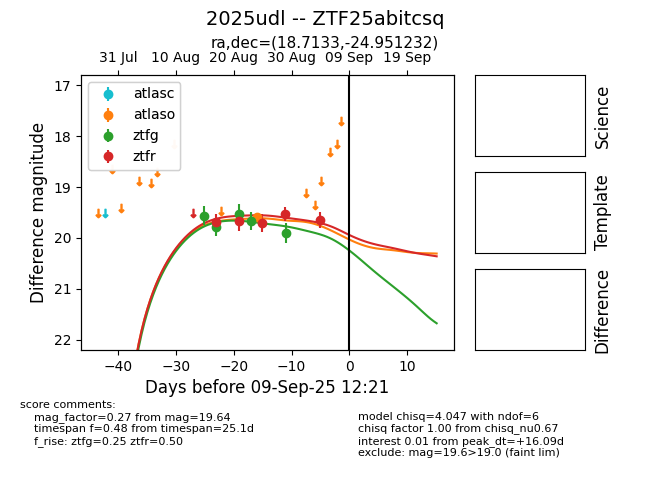 2025udl -- ZTF25abitcsq
ra,dec=(18.7133,-24.951232)
31 Jul 10 Aug 20 Aug 30 Aug 09 Sep 19 Sep
17
18
19
20
21
22
Difference magnitude
atlasc
atlaso
ztfg
ztfr
−40 −30 −20 −10 0 10
Days before 09-Sep-25 12:21
Science
Template
Difference
score comments:
mag_factor=0.27 from mag=19.64
timespan f=0.48 from timespan=25.1d
f_rise: ztfg=0.25 ztfr=0.50
model chisq=4.047 with ndof=6
chisq factor 1.00 from chisq_nu0.67
interest 0.01 from peak_dt=+16.09d
exclude: mag=19.6>19.0 (faint lim)